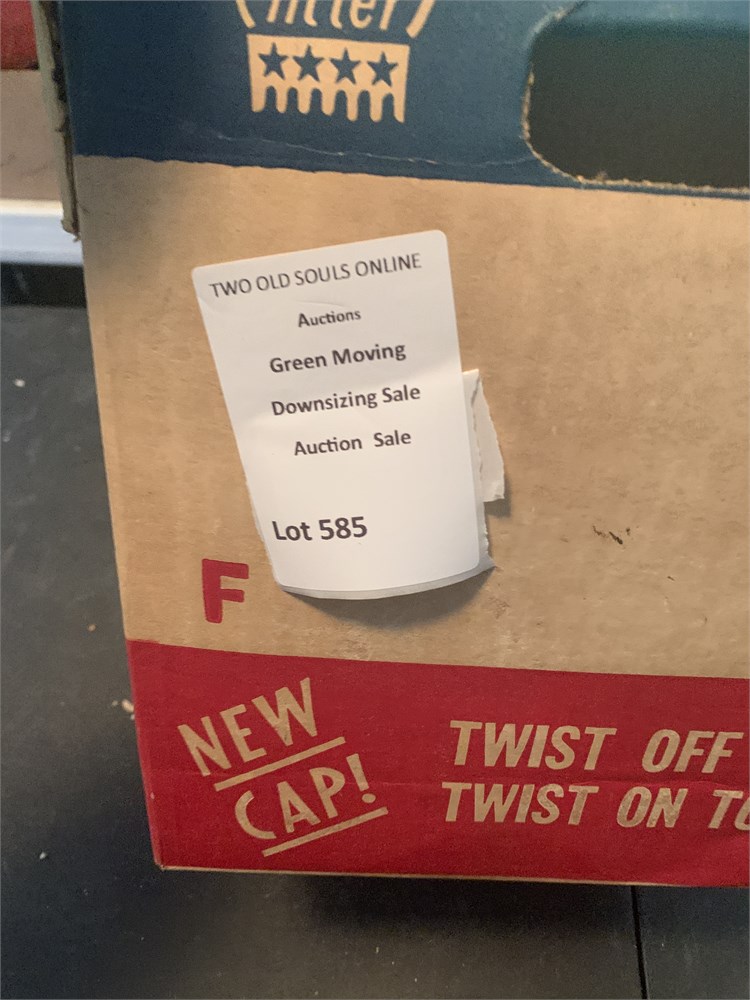 TWO OLD SOULS ONLINE
Auctions
Green Moving
Downsizing Sale
Auction Sale
Lot 585
F
NEW
CAP!
TWIST OFF
TWIST ON